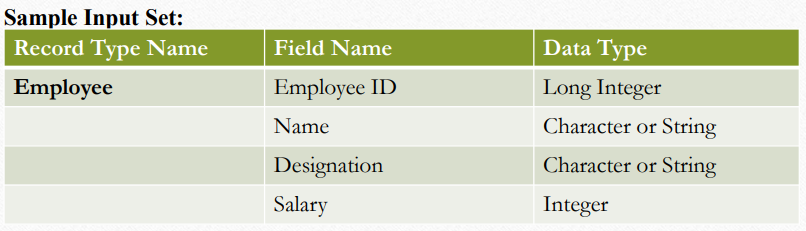 Sample Input Set:
Record Type Name Field Name Data Type
Employee Employee ID Long Integer
Name Character or String
Designation Character or String
Salary Integer